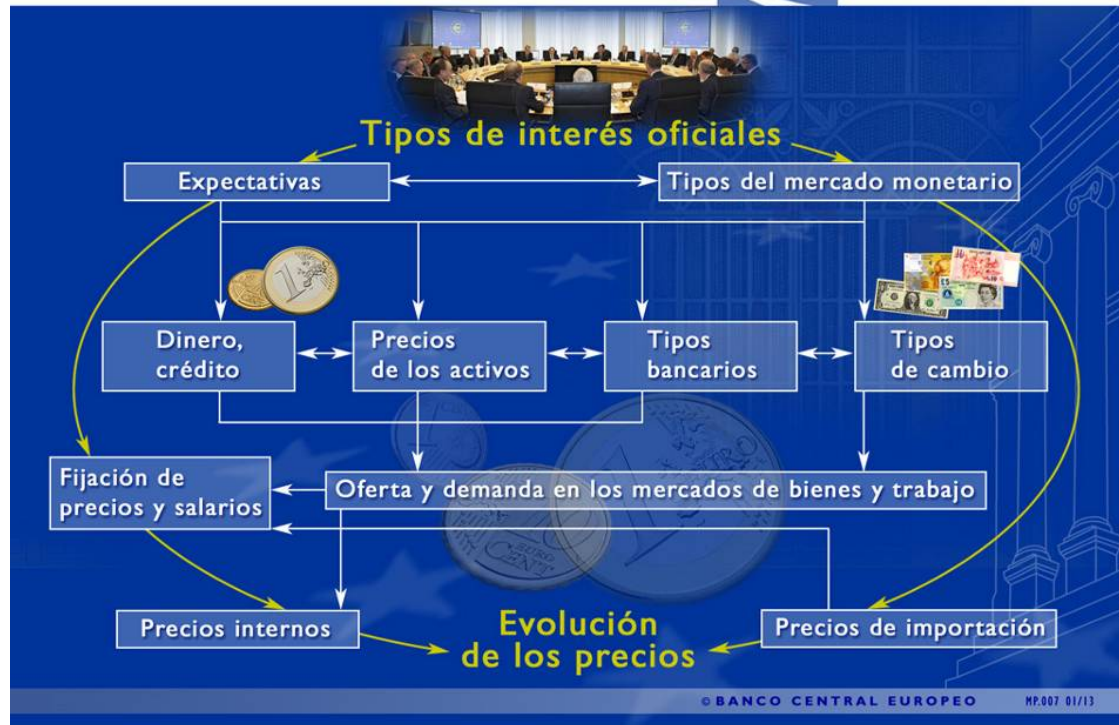 Tipos de interés oficiales
Expectativas
Tipos del mercado monetario
Dinero,
crédito
Precios
de los activos
Tipos
bancarios
Tipos
de cambio
Fijación de
precios y salarios
Oferta y demanda en los mercados de bienes y trabajo
Precios internos
Evolución
de los precios
Precios de importación
© BANCO CENTRAL EUROPEO MP.007 01/13